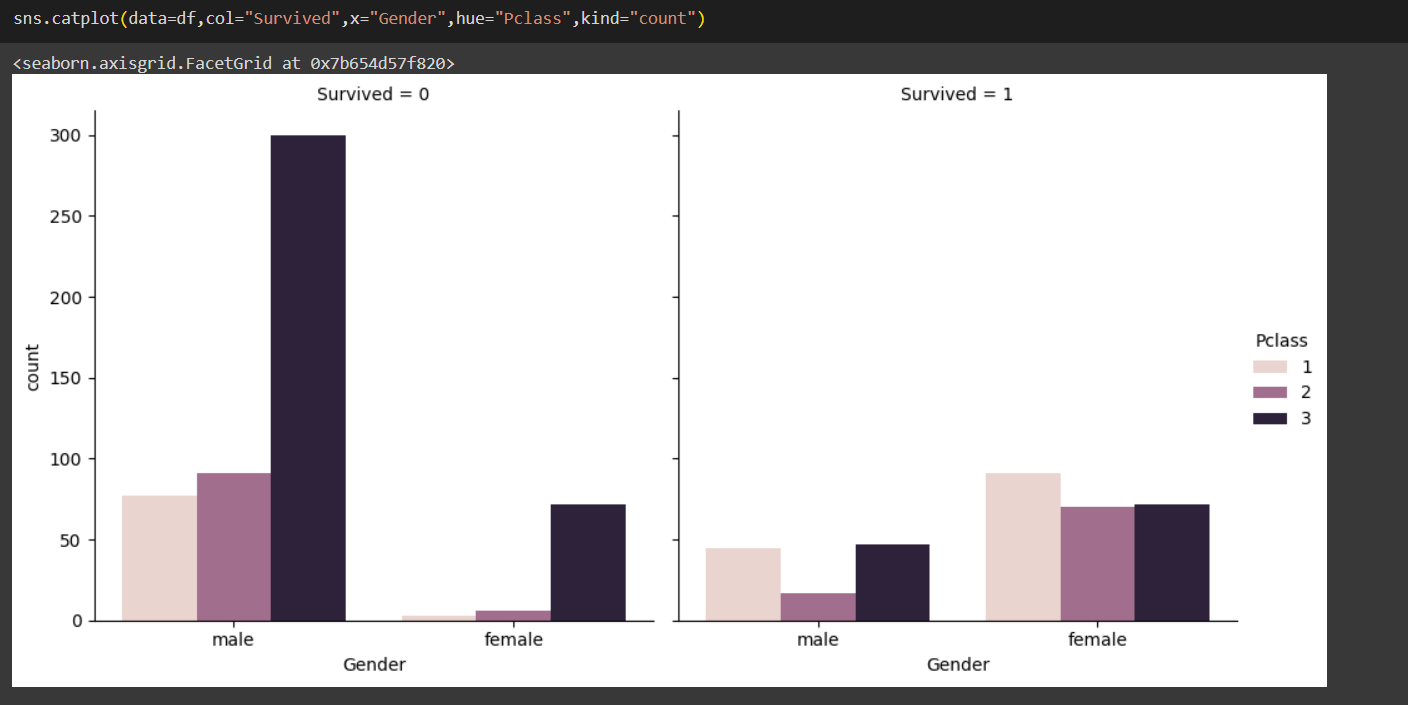 sns.catplot(data=df,col="Survived",x="Gender",hue="Pclass",kind="count")
<seaborn.axisgrid.FacetGrid at 0x7b654d57f820>
Survived = 0
Survived = 1
300
250
200
150
100
50
0
count
male
female
Gender
male
female
Gender
Pclass
1
2
3